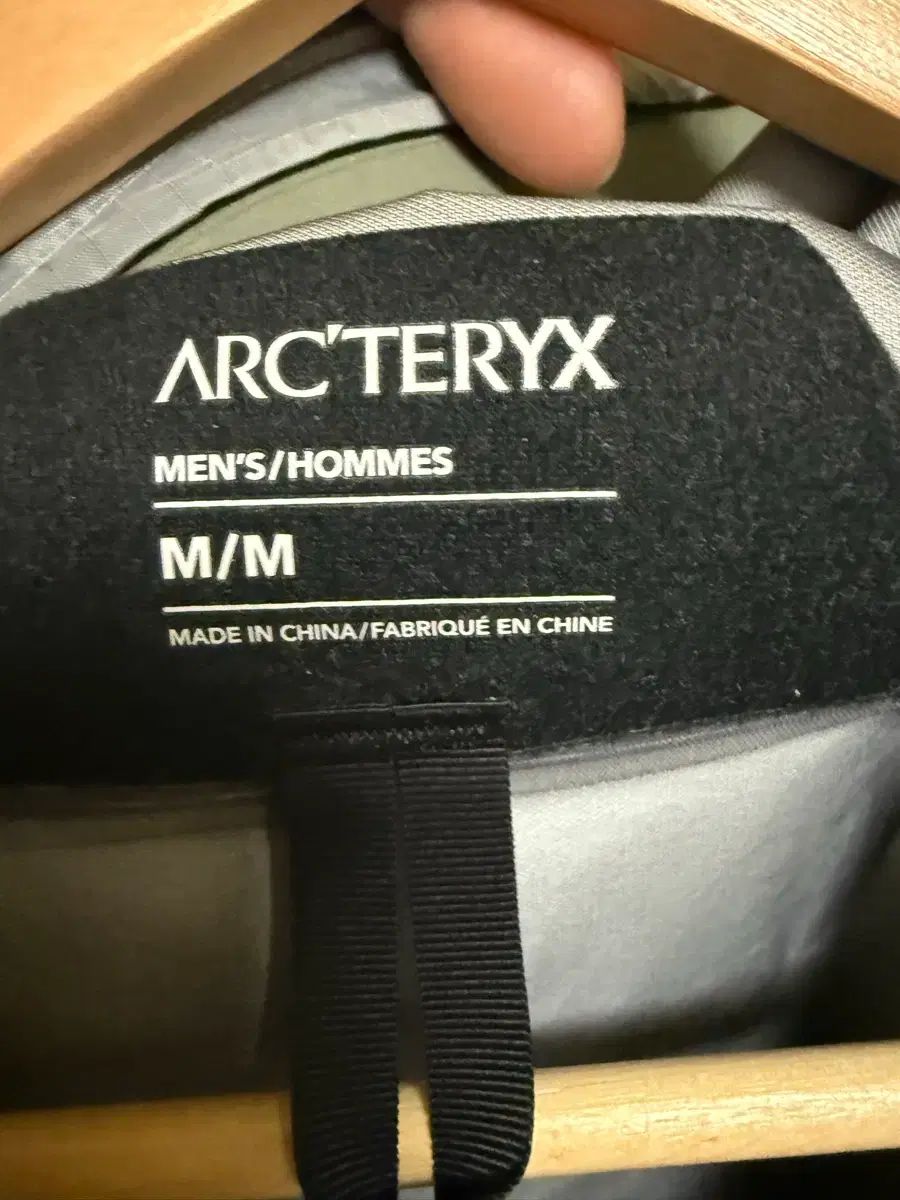 ARC'TERYX
MEN'S/HOMMES
M/M
MADE IN CHINA/FABRIQUÉ EN CHINE